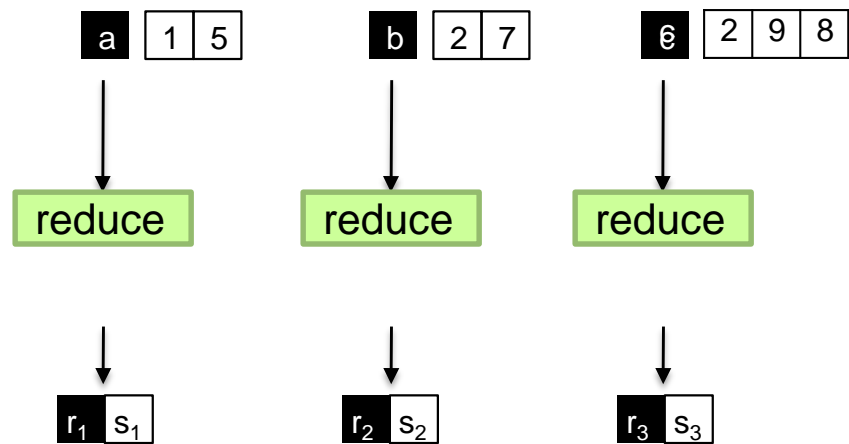 a 1 5 b 2 7 c 2 9 8
reduce reduce reduce
r₁ s₁ r₂ s₂ r₃ s₃